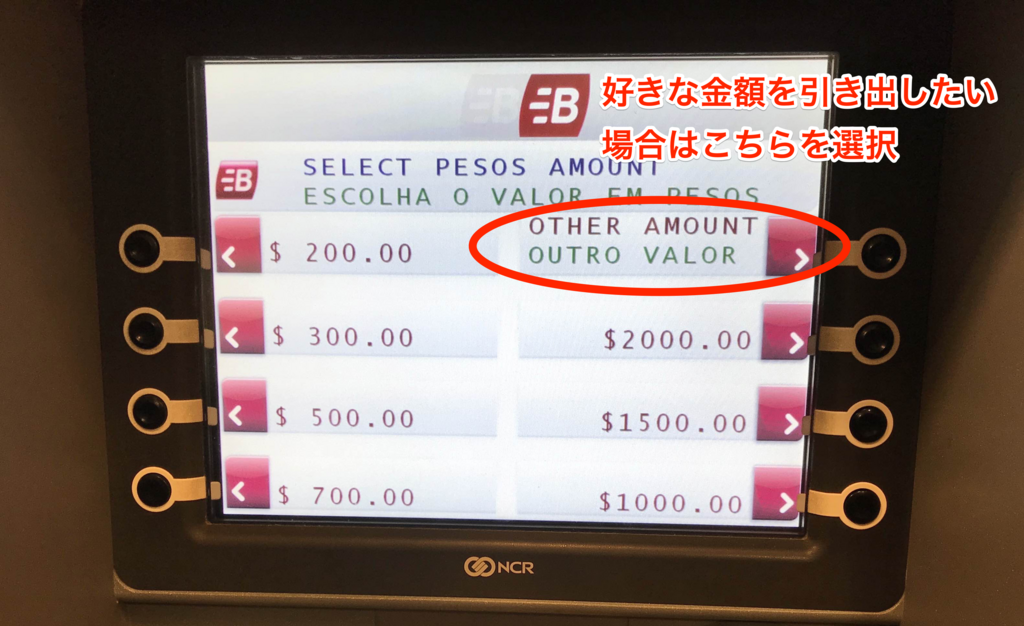 好きな金額を引き出したい
場合はこちらを選択
SELECT PESOS AMOUNT
ESCOLHA O VALOR EM PESOS
$ 200.00
OTHER AMOUNT
OUTRO VALOR
$ 300.00
$2000.00
$ 500.00
$1500.00
$ 700.00
$1000.00
NCR